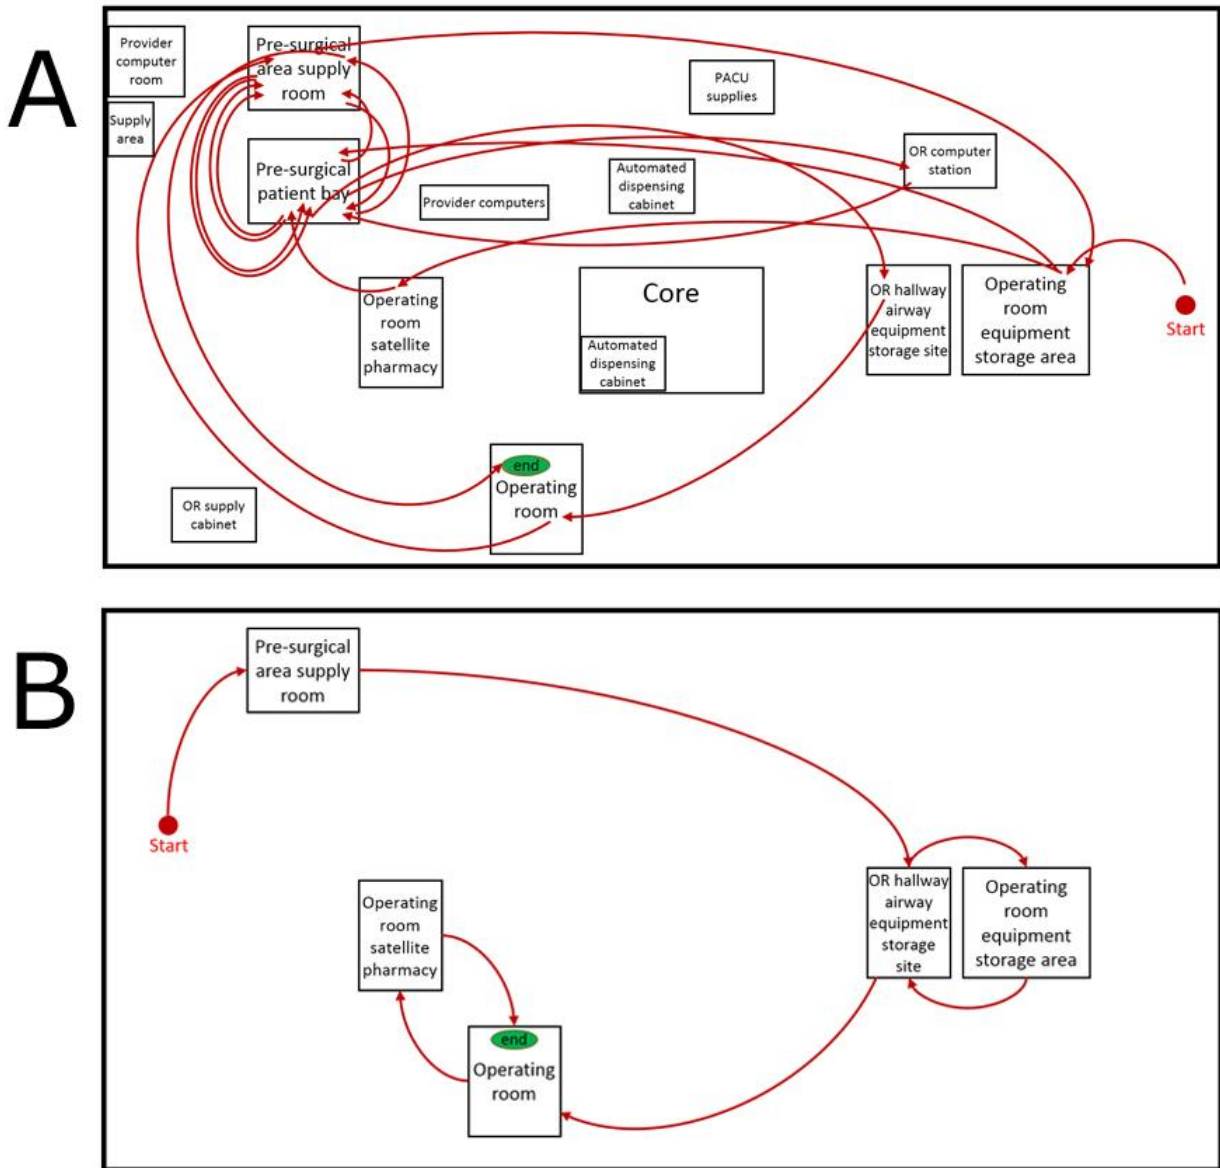 A
Provider
computer
room
Supply
area
Pre-surgical
area supply
room
Pre-surgical
patient bay
PACU
supplies
OR computer
station
Automated
dispensing
cabinet
Provider computers
Operating
room
satellite
pharmacy
Core
Automated
dispensing
cabinet
OR hallway
airway
equipment
storage site
Operating
room
equipment
storage area
Start
end
Operating
room
OR supply
cabinet
B
Pre-surgical
area supply
room
Start
Operating
room
satellite
pharmacy
OR hallway
airway
equipment
storage
site
Operating
room
equipment
storage area
end
Operating
room